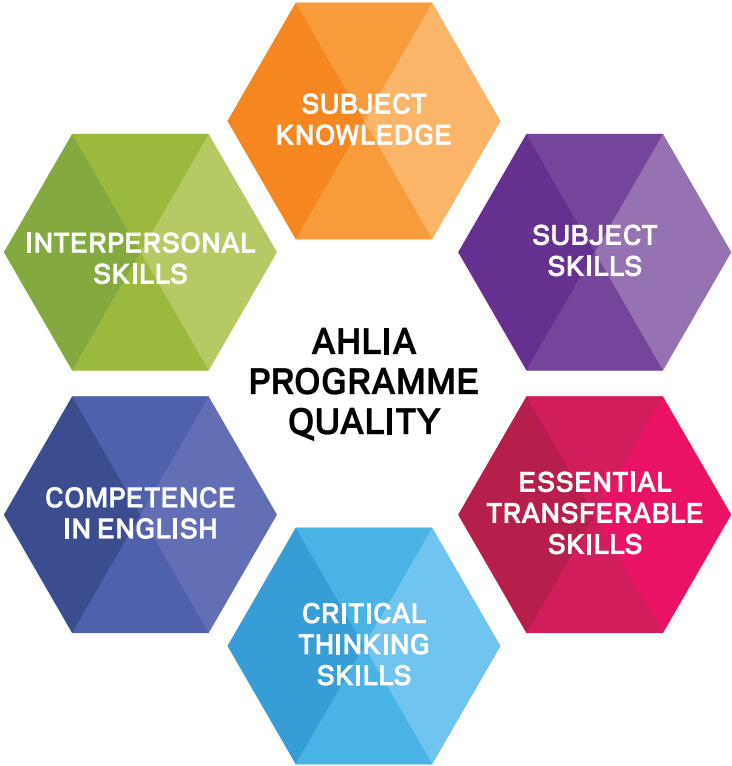 SUBJECT
KNOWLEDGE
SUBJECT
SKILLS
ESSENTIAL
TRANSFERABLE
SKILLS
CRITICAL
THINKING
SKILLS
COMPETENCE
IN ENGLISH
INTERPERSONAL
SKILLS
AHLIA
PROGRAMME
QUALITY